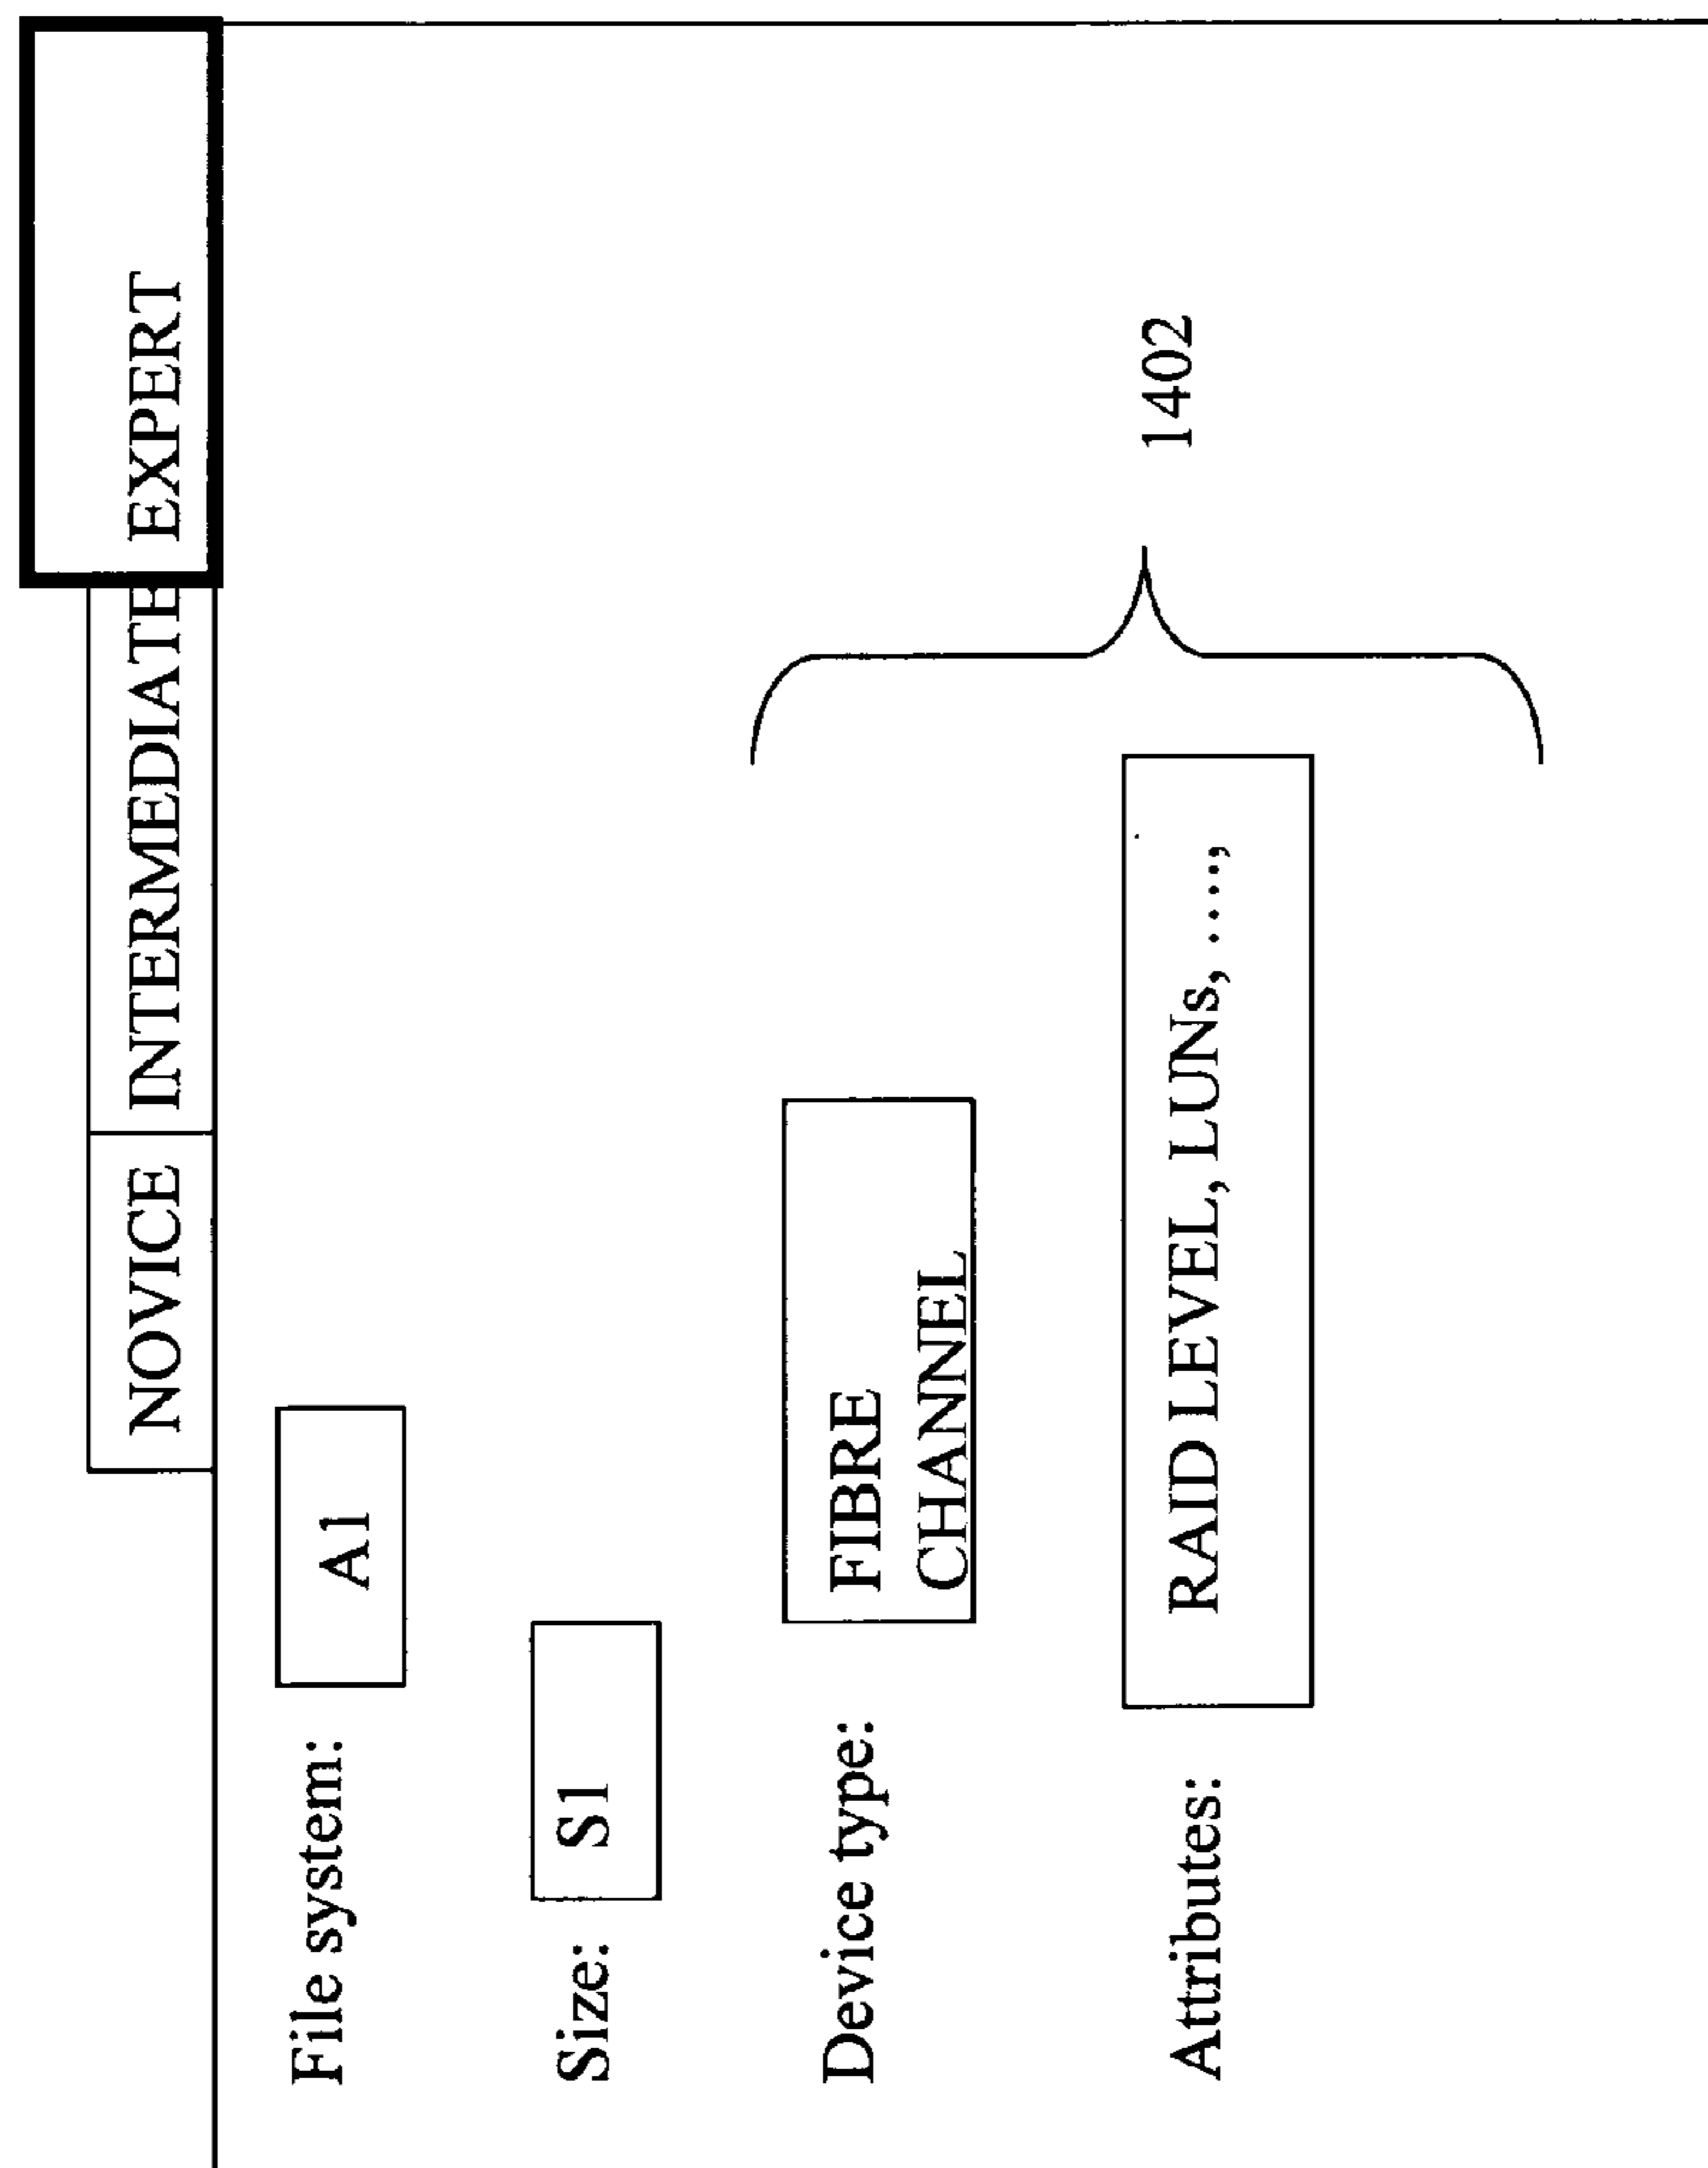 NOVICE INTERMEDIATE EXPERT
File system: A1
Size: S1
Device type: FIBRE
CHANNEL
1402
Attributes: RAID LEVEL, LUNs, ....,